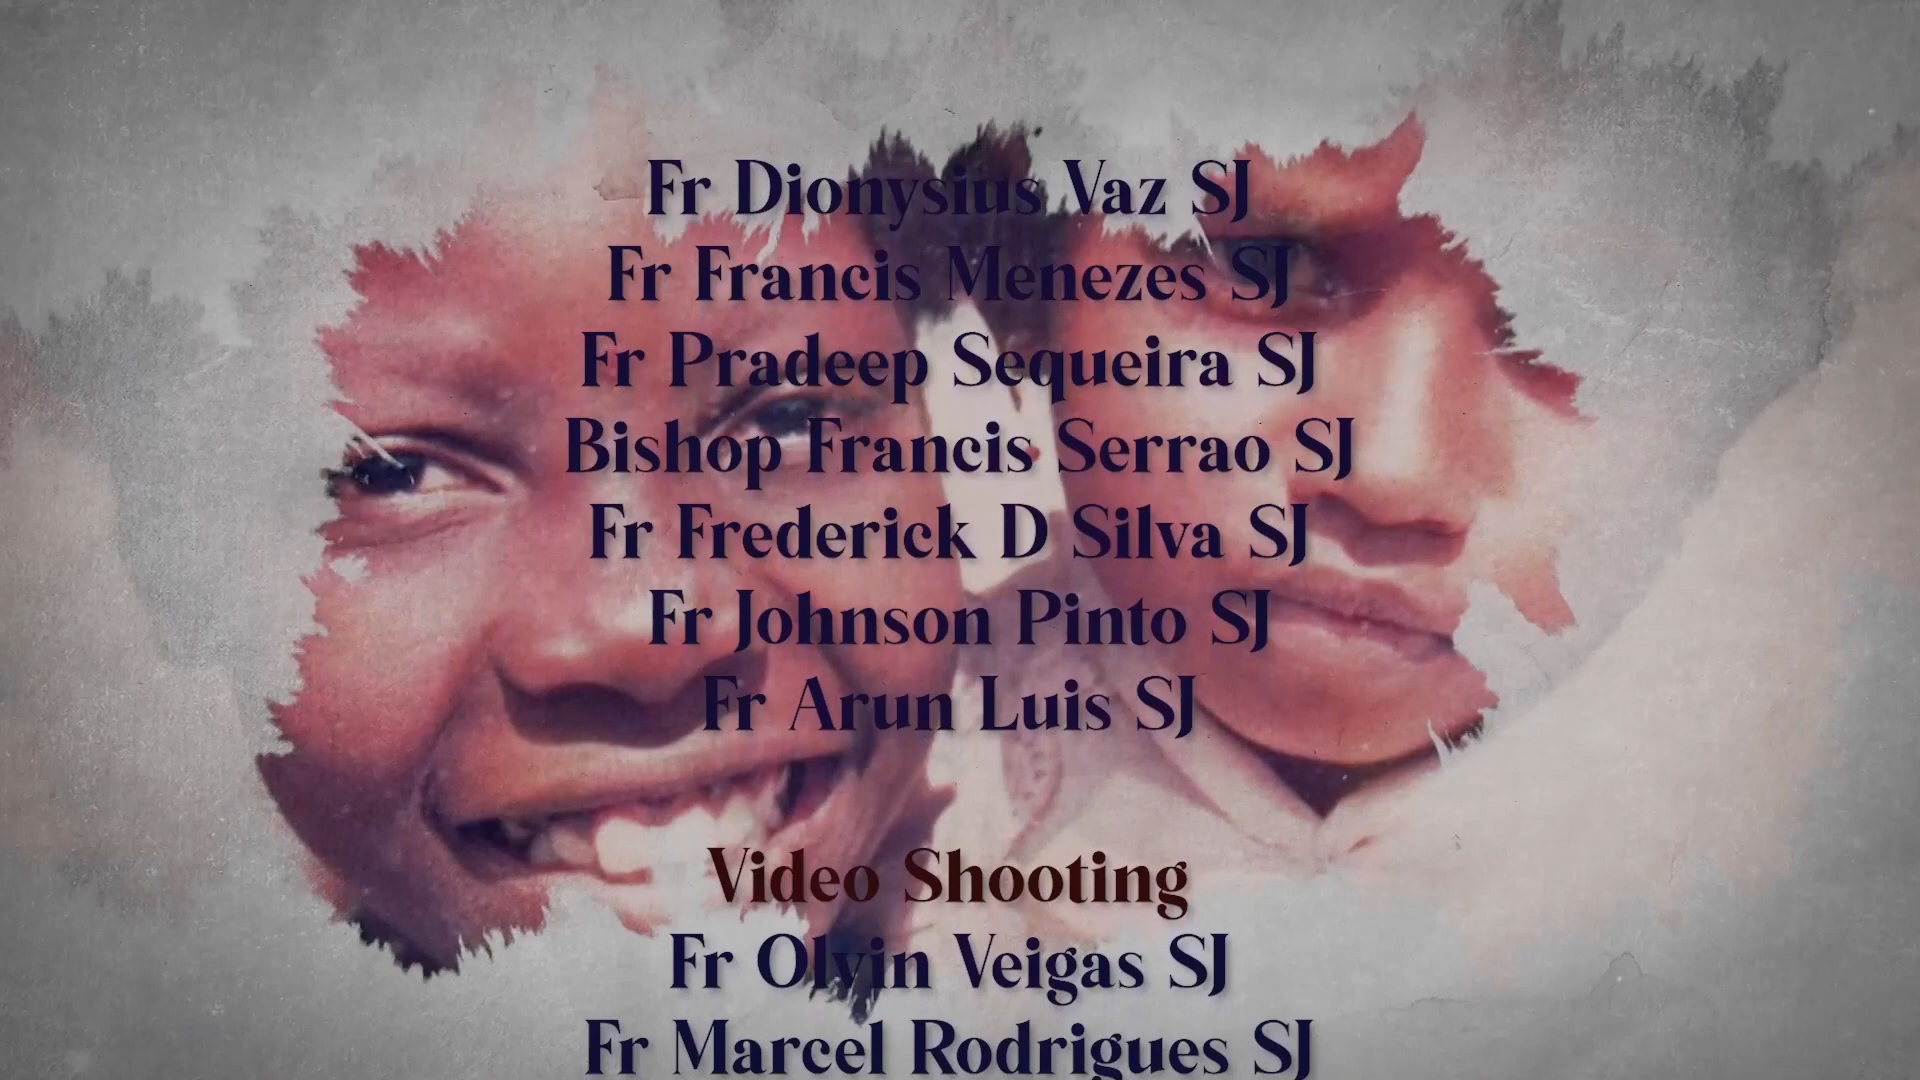 Fr Dionysius Vaz SJ
Fr Francis Menezes SJ
Fr Pradeep Sequeira SJ
Bishop Francis Serrao SJ
Fr Frederick D Silva SJ
Fr Johnson Pinto SJ
Fr Arun Luis SJ
Video Shooting
Fr Olvin Veigas SJ
Fr Marcel Rodrigues SJ